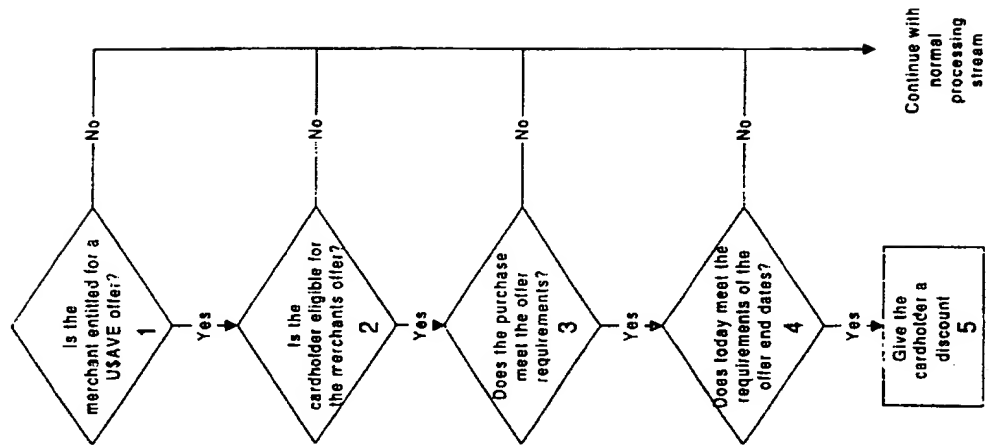 Is the
merchant entitled for a
U$AVE offer?
1
No
Yes
Is the
cardholder eligible for
the merchants offer?
2
No
Yes
Does the purchase
meet the offer
requirements?
3
No
Yes
Does today meet the
requirements of the
offer end dates?
4
No
Yes
Give the
cardholder a
discount
5
Continue with
normal
processing
stream